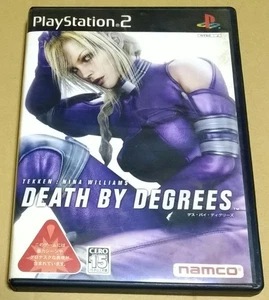 PlayStation 2
TEKKEN : NINA WILLIAMS
DEATH BY DEGREES
デス・バイ・ディグリーズ
CERO
15
namco